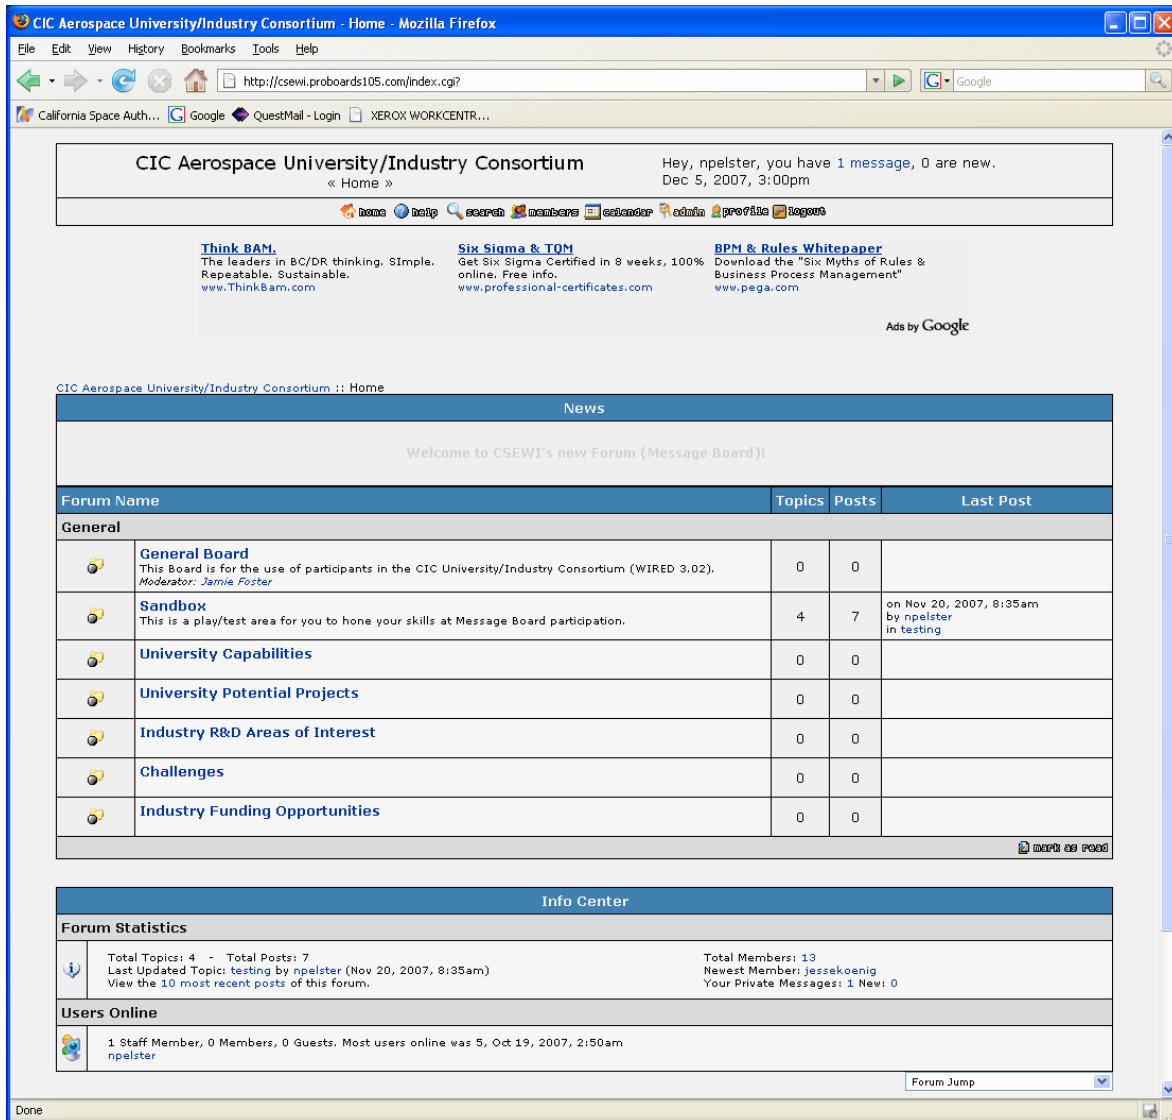 CIC Aerospace University/Industry Consortium - Home - Mozilla Firefox
File Edit View History Bookmarks Tools Help
http://csewi.proboards105.com/index.cgi?
G Google
California Space Auth... G Google QuestMail - Login XEROX WORKCENTR...
CIC Aerospace University/Industry Consortium
« Home »
Hey, npelster, you have 1 message, 0 are new.
Dec 5, 2007, 3:00pm
home help search members calendar admin profile logout
Think BAM.
The leaders in BC/DR thinking. SImple.
Repeatable. Sustainable.
www.ThinkBam.com
Six Sigma & TQM
Get Six Sigma Certified in 8 weeks, 100%
online. Free info.
www.professional-certificates.com
BPM & Rules Whitepaper
Download the "Six Myths of Rules &
Business Process Management"
www.pega.com
Ads by Google
CIC Aerospace University/Industry Consortium :: Home
News
Welcome to CSEWI's new Forum (Message Board)!
Forum Name Topics Posts Last Post
General
General Board
This Board is for the use of participants in the CIC University/Industry Consortium (WIRED 3.02).
Moderator: Jamie Foster
0 0
Sandbox
This is a play/test area for you to hone your skills at Message Board participation.
4 7
on Nov 20, 2007, 8:35am
by npelster
in testing
University Capabilities
0 0
University Potential Projects
0 0
Industry R&D Areas of Interest
0 0
Challenges
0 0
Industry Funding Opportunities
0 0
mark as read
Info Center
Forum Statistics
Total Topics: 4 - Total Posts: 7
Last Updated Topic: testing by npelster (Nov 20, 2007, 8:35am)
View the 10 most recent posts of this forum.
Total Members: 13
Newest Member: jessekoenig
Your Private Messages: 1 New: 0
Users Online
1 Staff Member, 0 Members, 0 Guests. Most users online was 5, Oct 19, 2007, 2:50am
npelster
Forum Jump
Done